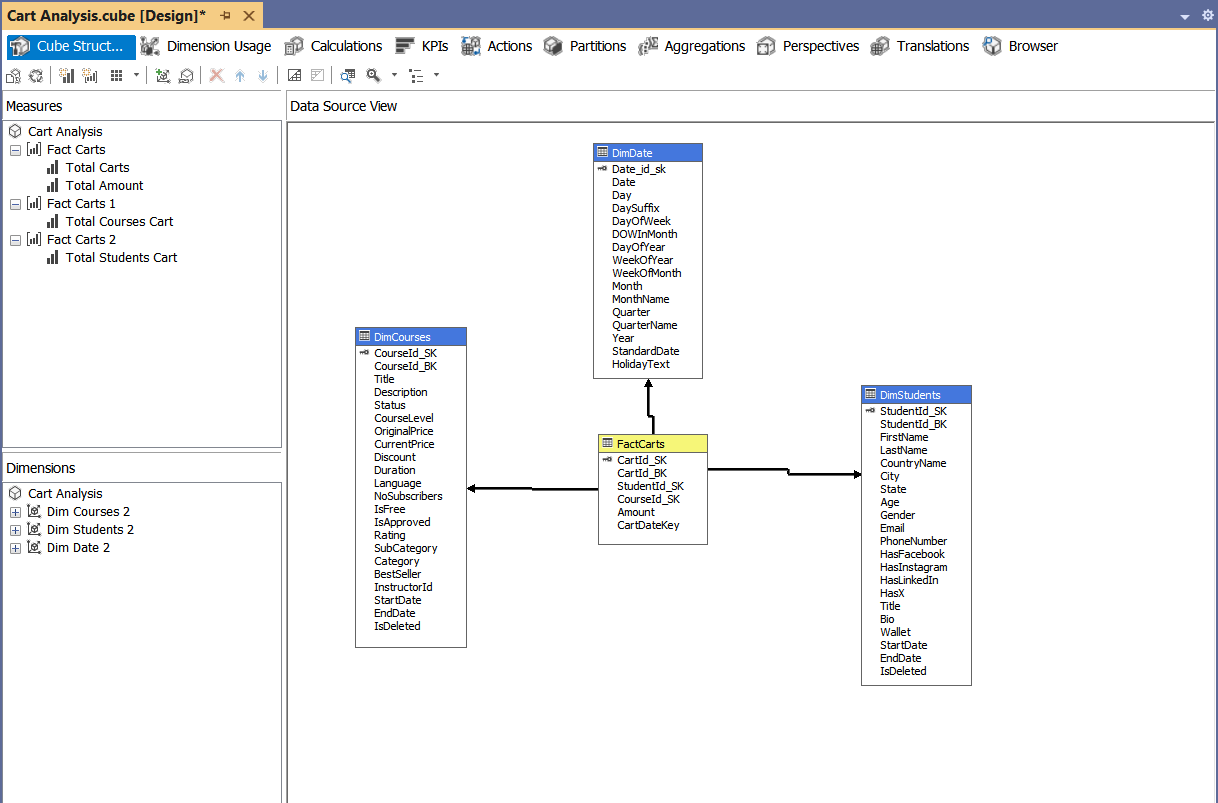 Cart Analysis.cube [Design]*
Cube Struct... Dimension Usage Calculations KPIs Actions Partitions Aggregations Perspectives Translations Browser
Measures
Cart Analysis
Fact Carts
Total Carts
Total Amount
Fact Carts 1
Total Courses Cart
Fact Carts 2
Total Students Cart
Dimensions
Cart Analysis
Dim Courses 2
Dim Students 2
Dim Date 2
Data Source View
DimDate
Date_id_sk
Date
Day
DaySuffix
DayOfWeek
DOWInMonth
DayOfYear
WeekOfYear
WeekOfMonth
Month
MonthName
Quarter
QuarterName
Year
StandardDate
HolidayText
DimCourses
CourseId_SK
CourseId_BK
Title
Description
Status
CourseLevel
OriginalPrice
CurrentPrice
Discount
Duration
Language
NoSubscribers
IsFree
IsApproved
Rating
SubCategory
Category
BestSeller
InstructorId
StartDate
EndDate
IsDeleted
FactCarts
CartId_SK
CartId_BK
StudentId_SK
CourseId_SK
Amount
CartDateKey
DimStudents
StudentId_SK
StudentId_BK
FirstName
LastName
CountryName
City
State
Age
Gender
Email
PhoneNumber
HasFacebook
HasInstagram
HasLinkedIn
HasX
Title
Bio
Wallet
StartDate
EndDate
IsDeleted